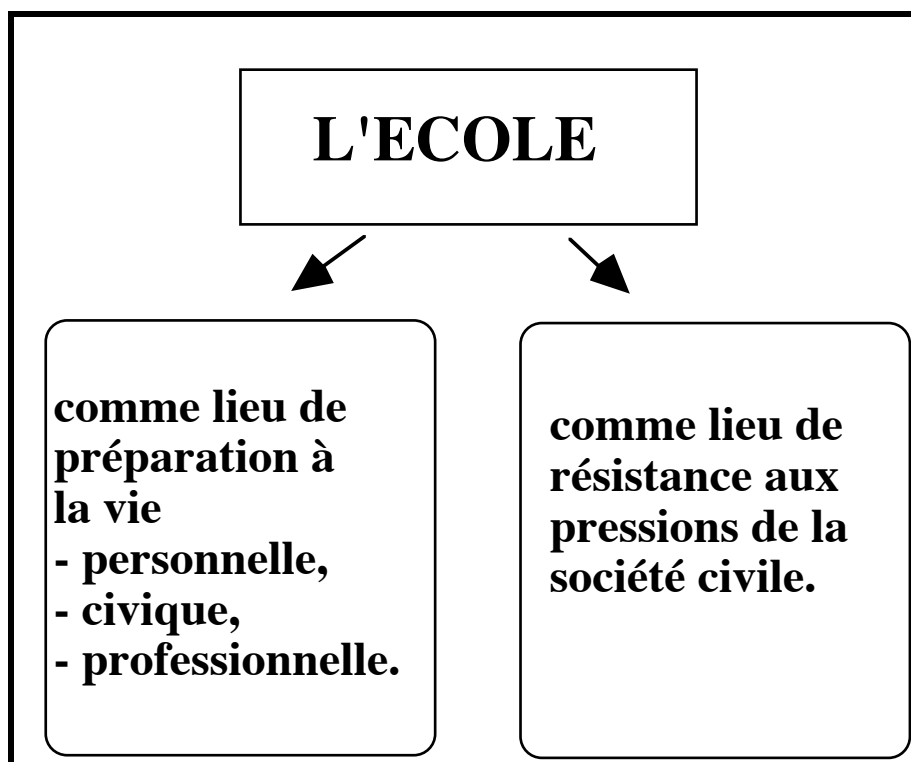 L'ECOLE
comme lieu de
préparation à
la vie
- personnelle,
- civique,
- professionnelle.
comme lieu de
résistance aux
pressions de la
société civile.